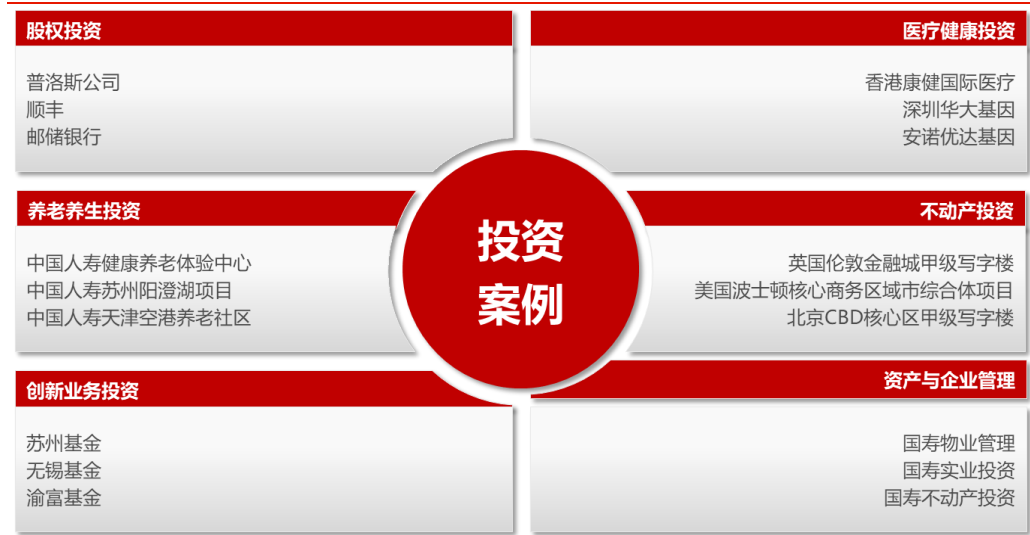 股权投资
普洛斯公司
顺丰
邮储银行
医疗健康投资
香港康健国际医疗
深圳华大基因
安诺优达基因
投资
案例
养老养生投资
中国人寿健康养老体验中心
中国人寿苏州阳澄湖项目
中国人寿天津空港养老社区
不动产投资
英国伦敦金融城甲级写字楼
美国波士顿核心商务区域市综合体项目
北京CBD核心区甲级写字楼
创新业务投资
苏州基金
无锡基金
渝富基金
资产与企业管理
国寿物业管理
国寿实业投资
国寿不动产投资